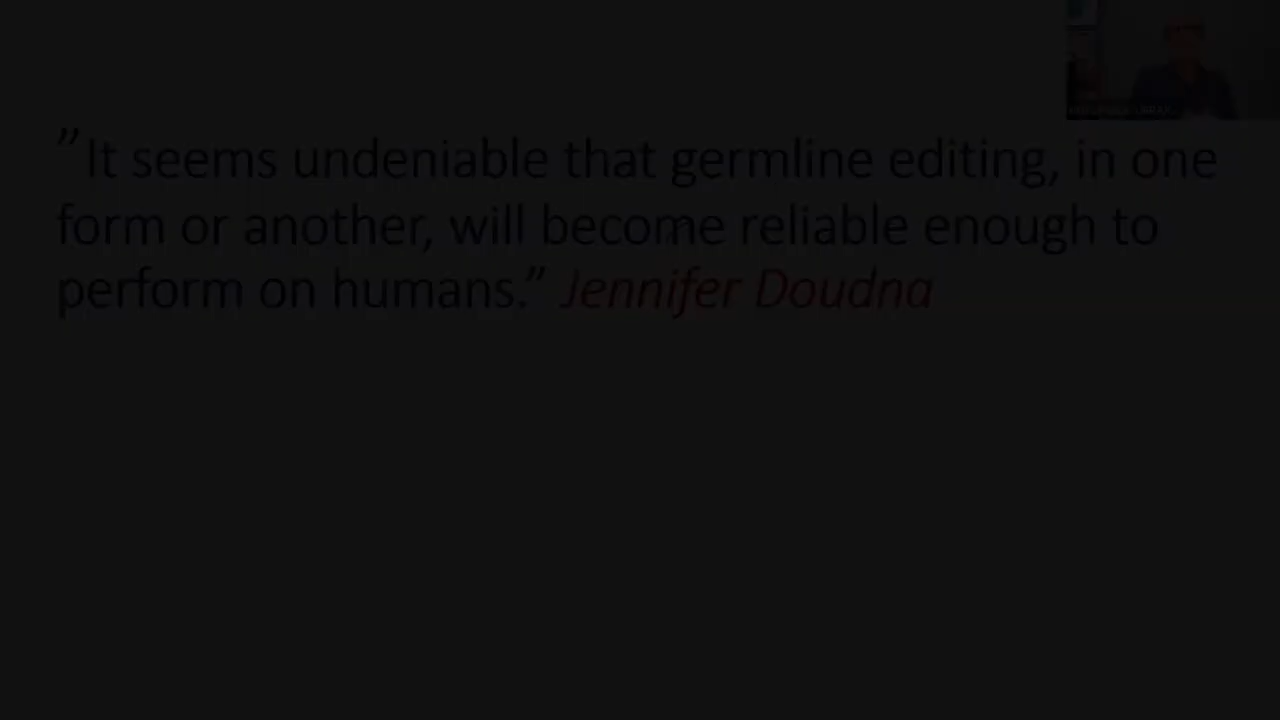 ”It seems undeniable that germline editing, in one
form or another, will become reliable enough to
perform on humans.” Jennifer Doudna